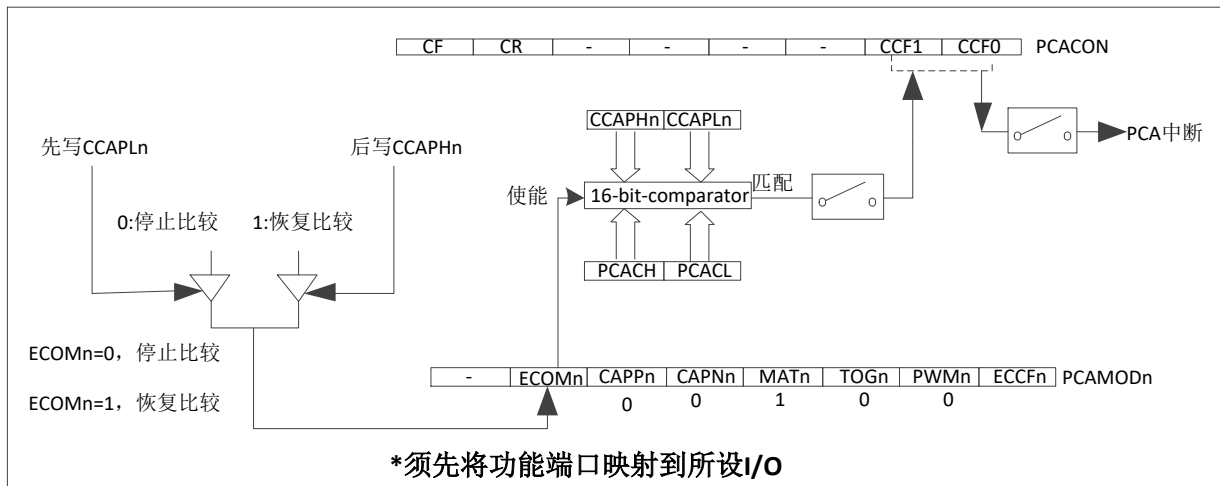 CF CR - - - - CCF1 CCF0 PCACON
CCAPHn CCAPLn
先写CCAPLn 后写CCAPHn
PCA中断
使能 16-bit-comparator 匹配
0:停止比较 1:恢复比较
PCACH PCACL
ECOMn=0，停止比较
- ECOMn CAPPn CAPNn MATn TOGn PWMn ECCFn PCAMODn
ECOMn=1，恢复比较
0 0 1 0 0
*须先将功能端口映射到所设I/O